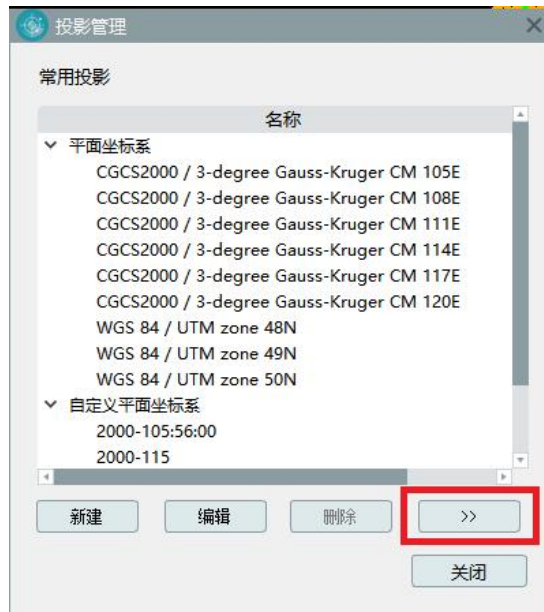 投影管理
常用投影
名称
平面坐标系
CGCS2000 / 3-degree Gauss-Kruger CM 105E
CGCS2000 / 3-degree Gauss-Kruger CM 108E
CGCS2000 / 3-degree Gauss-Kruger CM 111E
CGCS2000 / 3-degree Gauss-Kruger CM 114E
CGCS2000 / 3-degree Gauss-Kruger CM 117E
CGCS2000 / 3-degree Gauss-Kruger CM 120E
WGS 84 / UTM zone 48N
WGS 84 / UTM zone 49N
WGS 84 / UTM zone 50N
自定义平面坐标系
2000-105:56:00
2000-115
新建 编辑 删除 >>
关闭